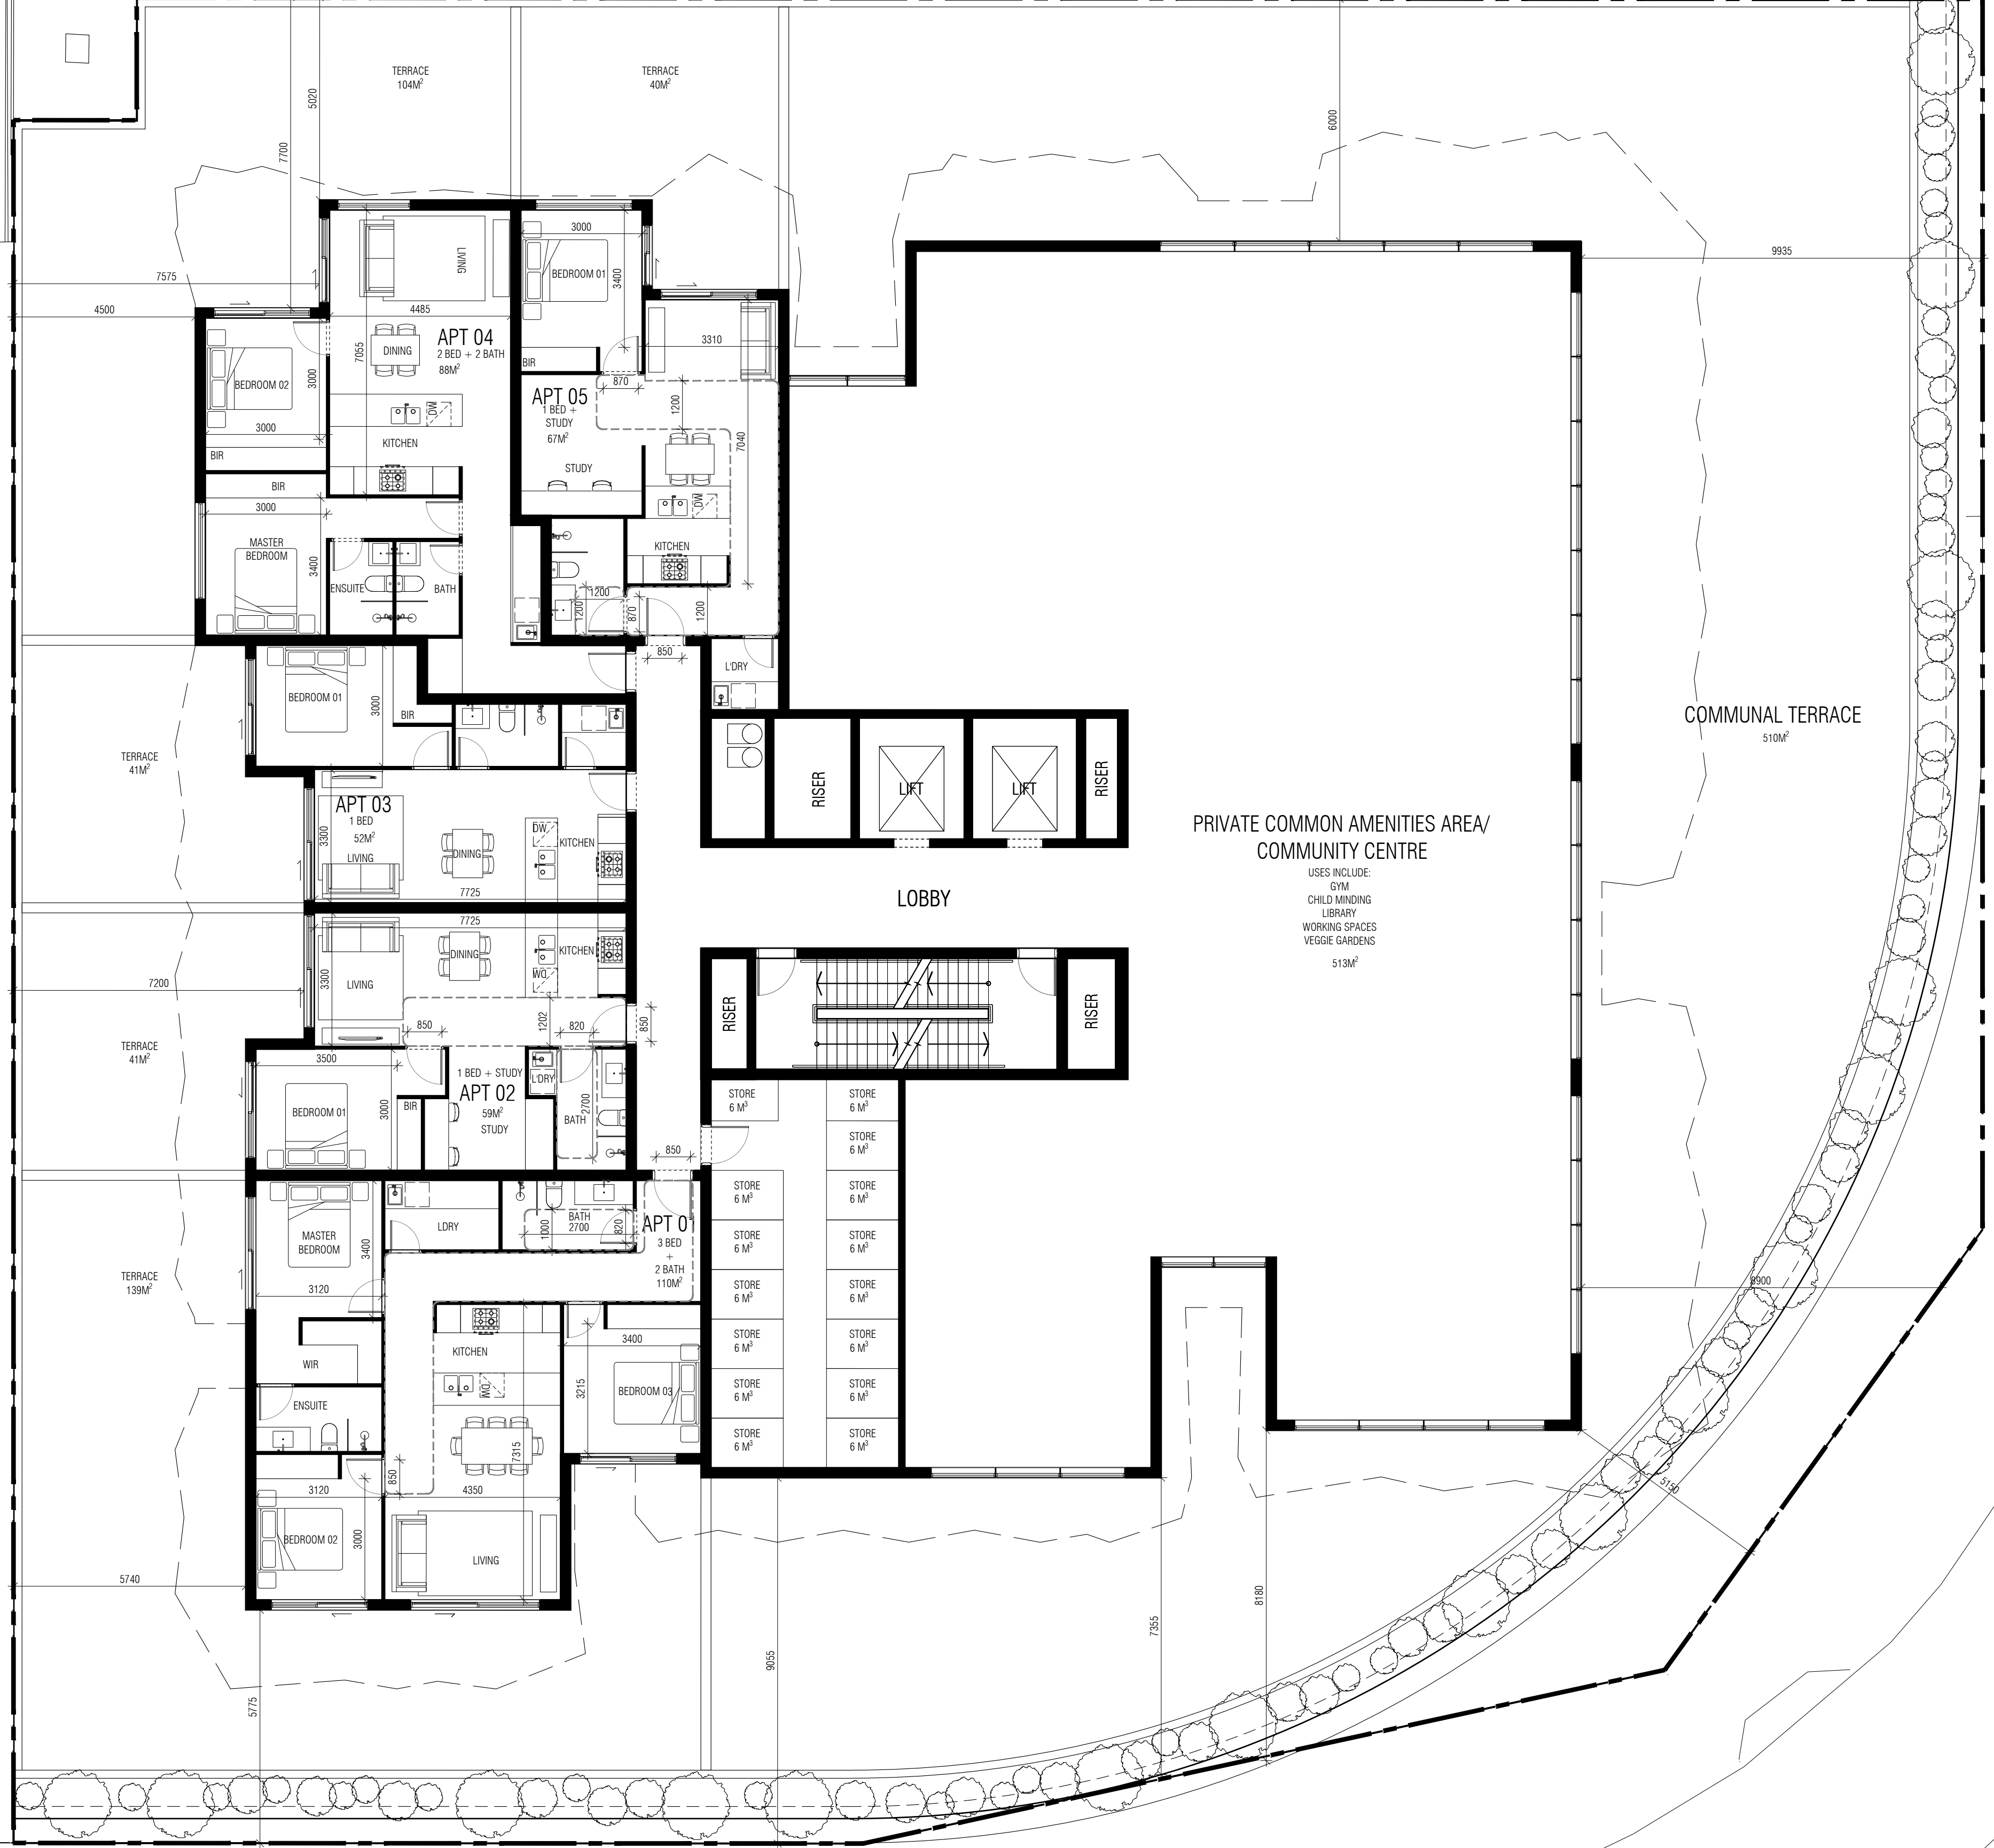 TERRACE
104M²
TERRACE
40M²
5020
7700
6000
9935
7575
4500
LIVING
4485
APT 04
2 BED + 2 BATH
88M²
DINING
7055
BEDROOM 02
3000
3000
BIR
DW
KITCHEN
BIR
3000
MASTER
BEDROOM
3400
ENSUITE
BATH
3000
BEDROOM 01
3400
BIR
3310
870
APT 05
1 BED +
STUDY
67M²
1200
7040
STUDY
DW
KITCHEN
1200
1200
870
1200
850
L'DRY
BEDROOM 01
3000
BIR
TERRACE
41M²
APT 03
1 BED
52M²
LIVING
3300
DINING
DW
KITCHEN
7725
RISER
LIFT
LIFT
RISER
LOBBY
PRIVATE COMMON AMENITIES AREA/
COMMUNITY CENTRE
USES INCLUDE:
GYM
CHILD MINDING
LIBRARY
WORKING SPACES
VEGGIE GARDENS
513M²
COMMUNAL TERRACE
510M²
7725
DINING
KITCHEN
DW
3300
LIVING
7200
850
1202
820
850
TERRACE
41M²
3500
1 BED + STUDY
APT 02
59M²
STUDY
L'DRY
BEDROOM 01
3000
BIR
2700
BATH
RISER
RISER
850
STORE
6 M³
STORE
6 M³
STORE
6 M³
STORE
6 M³
STORE
6 M³
STORE
6 M³
STORE
6 M³
STORE
6 M³
STORE
6 M³
STORE
6 M³
STORE
6 M³
STORE
6 M³
STORE
6 M³
STORE
6 M³
STORE
6 M³
MASTER
BEDROOM
3400
3120
LDRY
BATH
2700
1000
820
APT 01
3 BED
+
2 BATH
110M²
TERRACE
139M²
WIR
KITCHEN
DW
3400
3215
BEDROOM 03
ENSUITE
7315
850
3120
4350
BEDROOM 02
3000
LIVING
5740
5775
9055
7355
8180
8900
5150